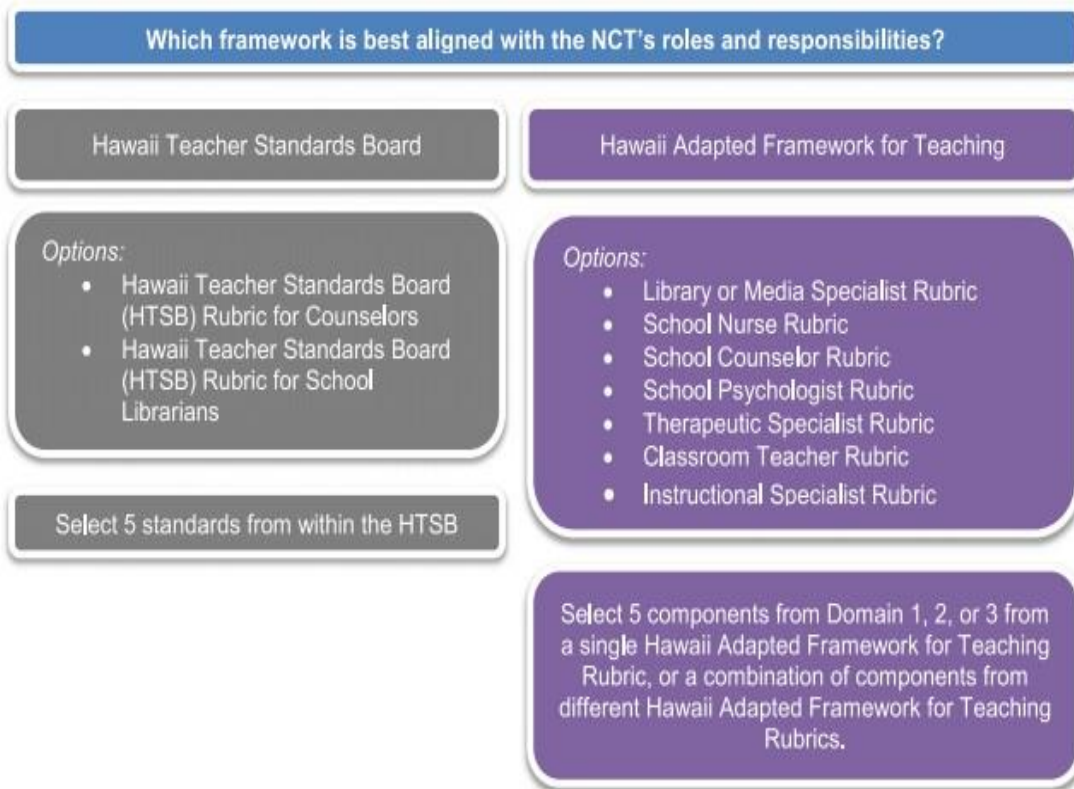 Which framework is best aligned with the NCT's roles and responsibilities?
Hawaii Teacher Standards Board
Options:
• Hawaii Teacher Standards Board
(HTSB) Rubric for Counselors
• Hawaii Teacher Standards Board
(HTSB) Rubric for School
Librarians
Select 5 standards from within the HTSB
Hawaii Adapted Framework for Teaching
Options:
• Library or Media Specialist Rubric
• School Nurse Rubric
• School Counselor Rubric
• School Psychologist Rubric
• Therapeutic Specialist Rubric
• Classroom Teacher Rubric
• Instructional Specialist Rubric
Select 5 components from Domain 1, 2, or 3 from
a single Hawaii Adapted Framework for Teaching
Rubric, or a combination of components from
different Hawaii Adapted Framework for Teaching
Rubrics.